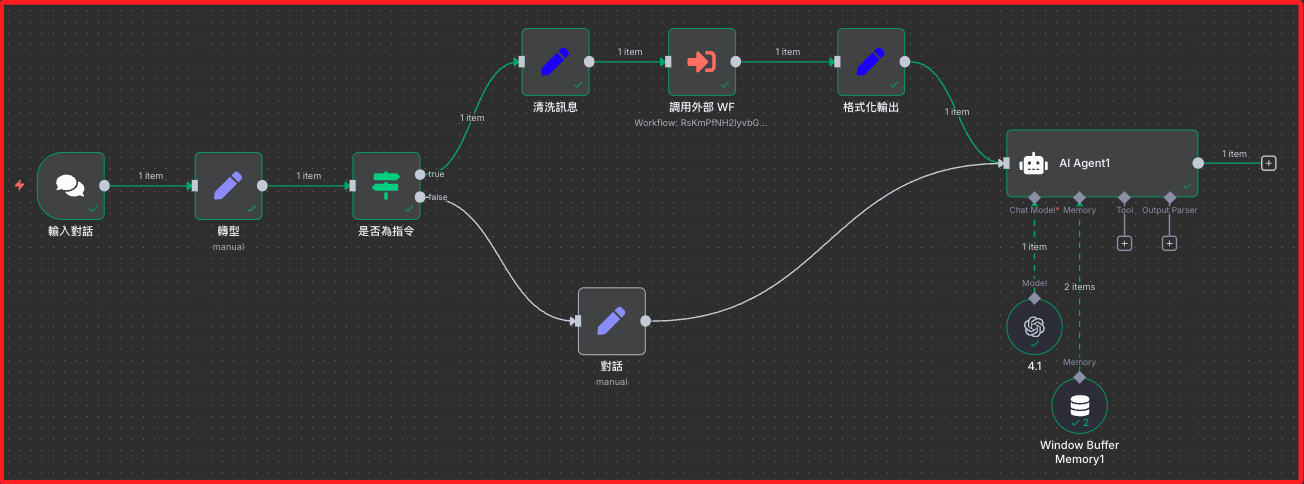 1 item
1 item
清洗訊息
調用外部 WF
格式化輸出
Workflow: RsKmPfNH2IyvbG...
1 item
1 item
1 item
1 item
true
false
AI Agent1
1 item
輸入對話
轉型
manual
是否為指令
Chat Model*
Memory
Tool
Output Parser
1 item
Model
2 items
對話
manual
4.1
Memory
2
Window Buffer
Memory1